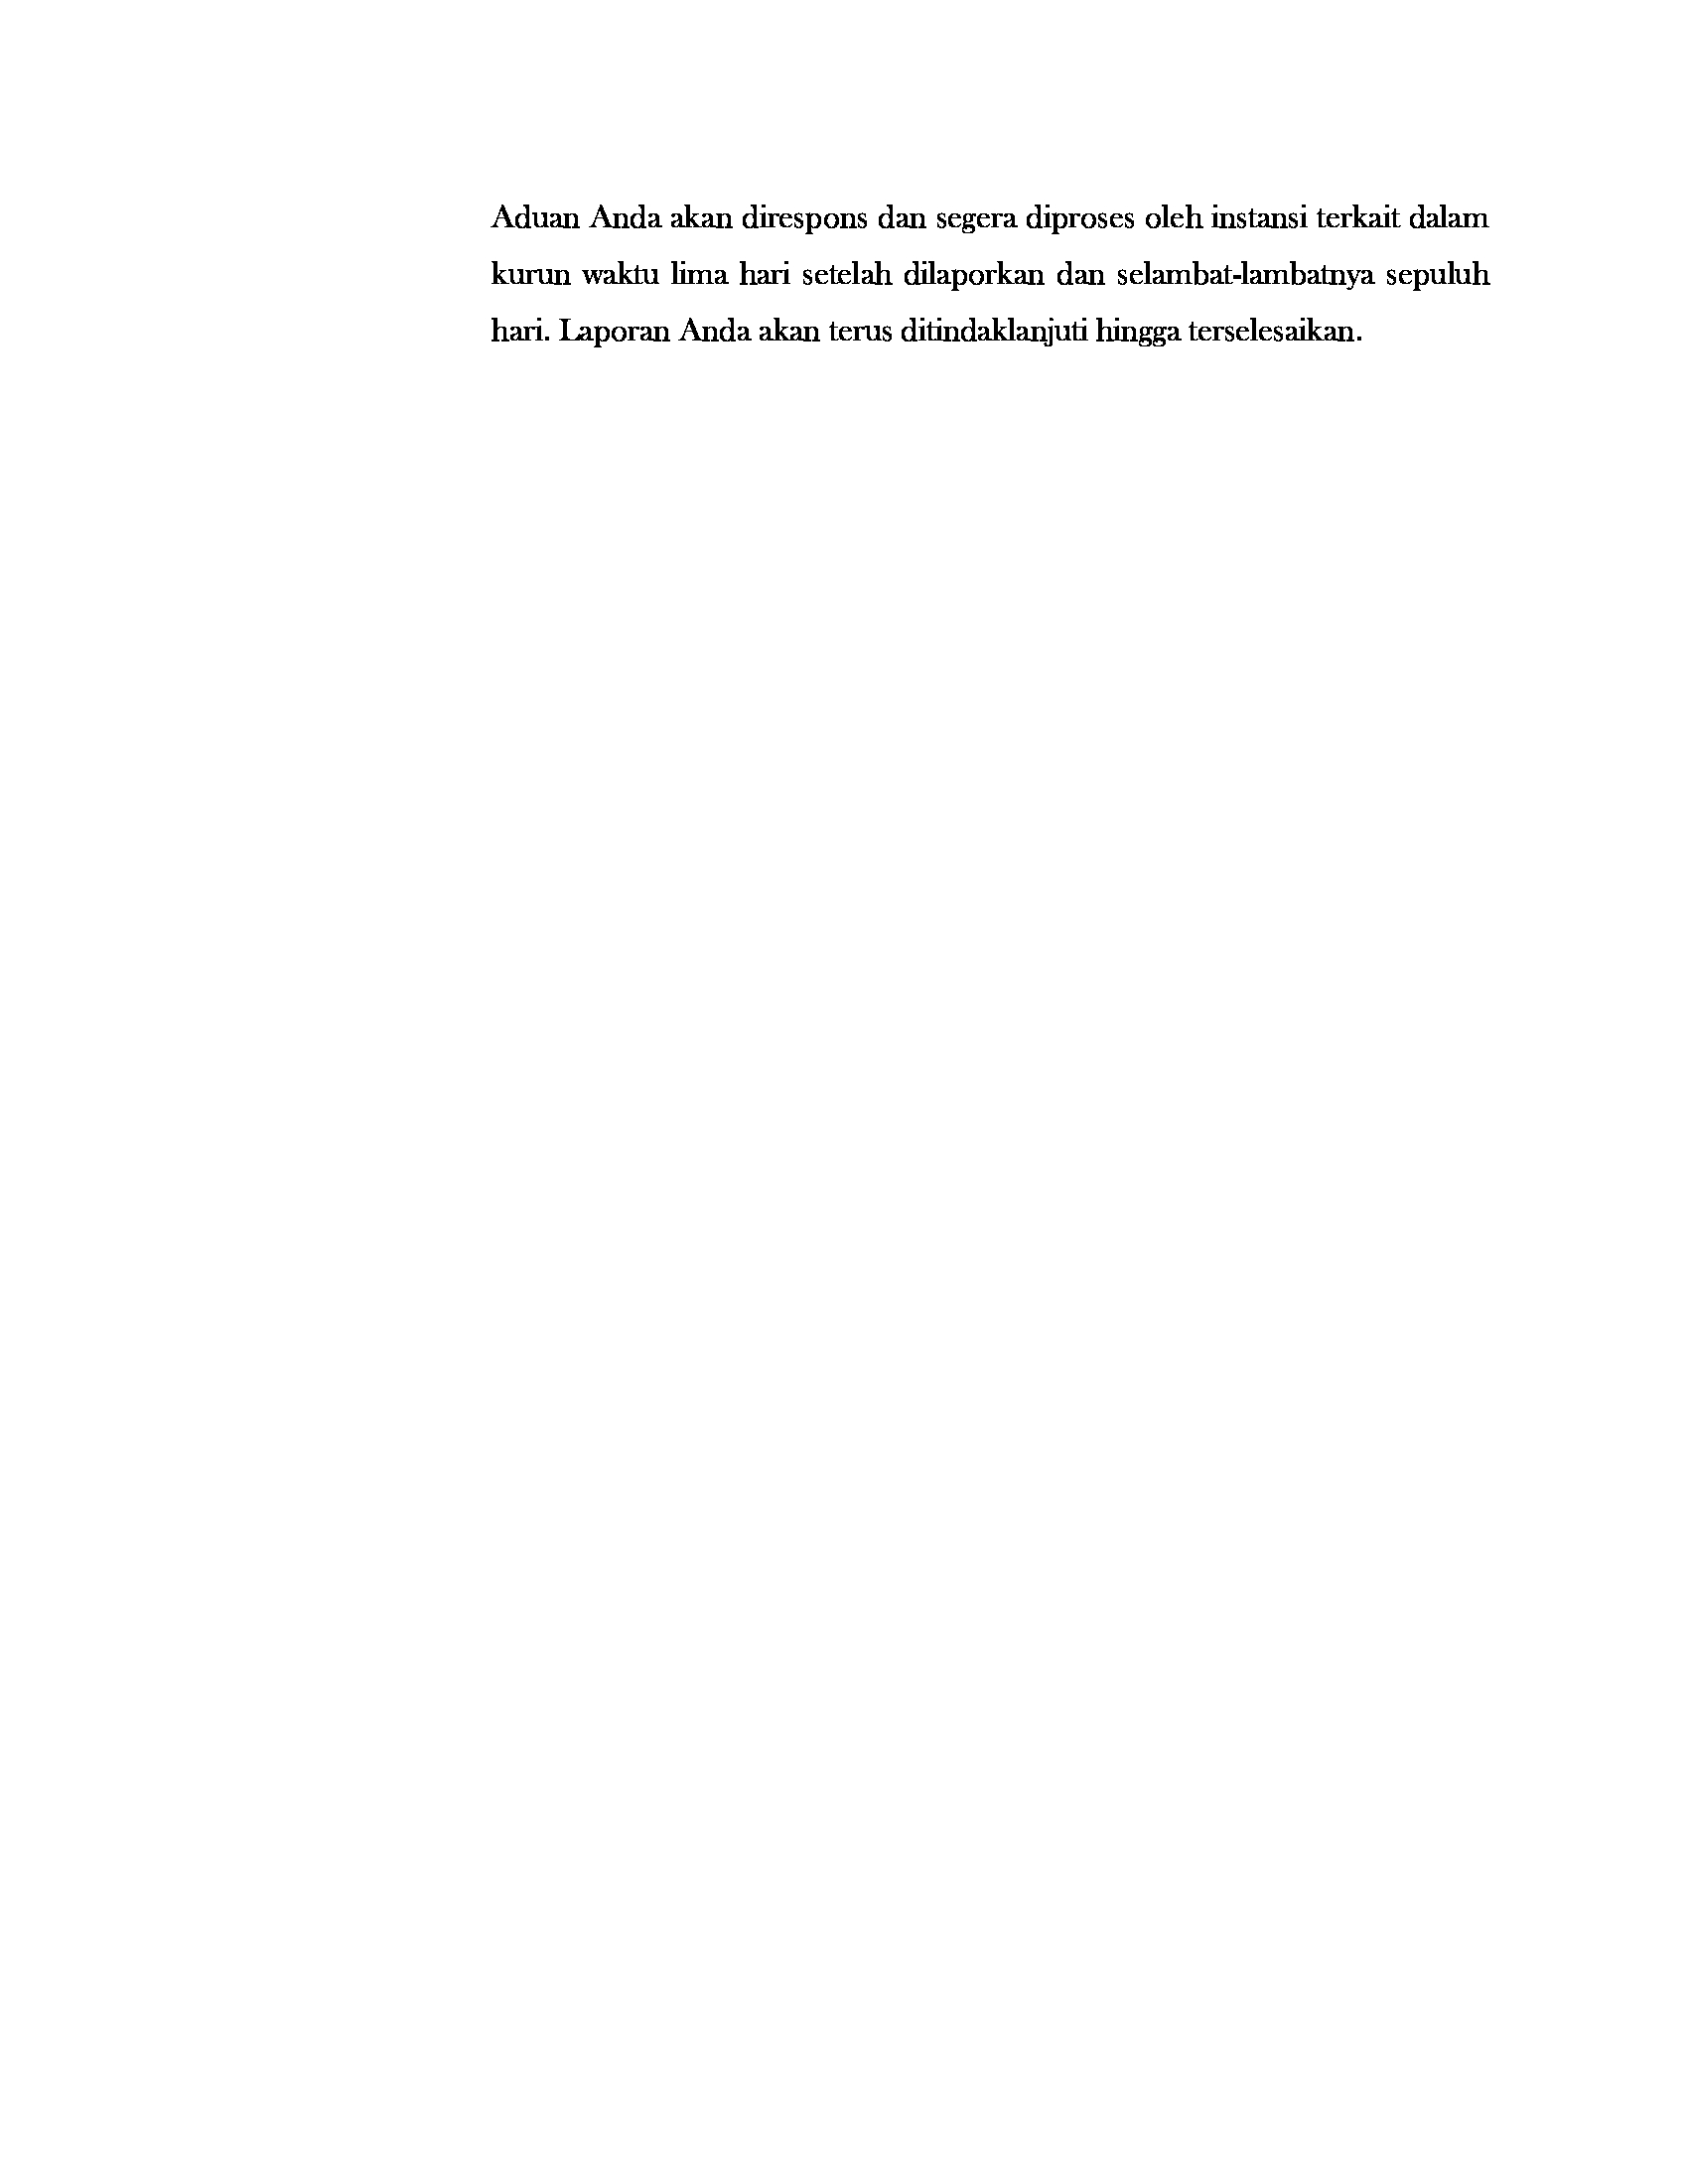 Aduan Anda akan direspons dan segera diproses oleh instansi terkait dalam
kurun waktu lima hari setelah dilaporkan dan selambat-lambatnya sepuluh
hari. Laporan Anda akan terus ditindaklanjuti hingga terselesaikan.